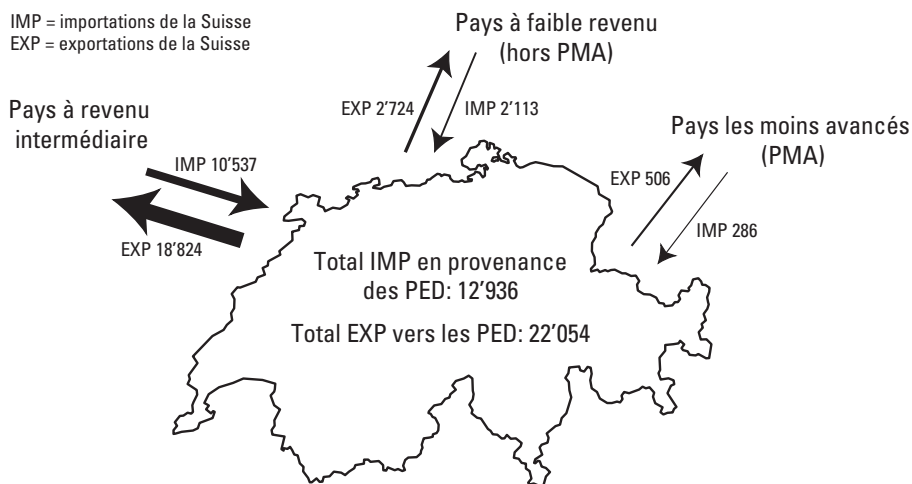 IMP = importations de la Suisse
EXP = exportations de la Suisse
Pays à faible revenu
(hors PMA)
EXP 2’724
IMP 2’113
Pays à revenu
intermédiaire
IMP 10’537
EXP 18’824
Pays les moins avancés
(PMA)
EXP 506
IMP 286
Total IMP en provenance
des PED: 12’936
Total EXP vers les PED: 22’054